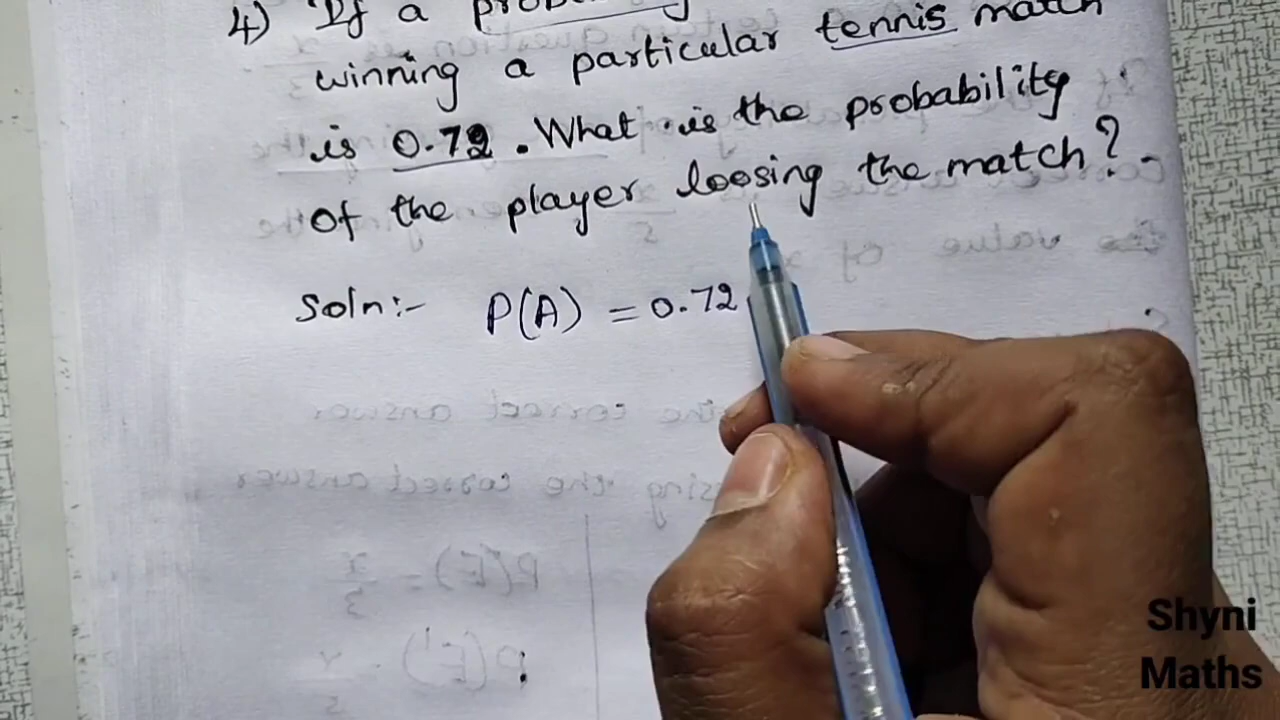 4) If a
winning a particular tennis match
is 0.72. What is the probability
of the player loosing the match?
Soln:- P(A) = 0.72
Shyni
Maths